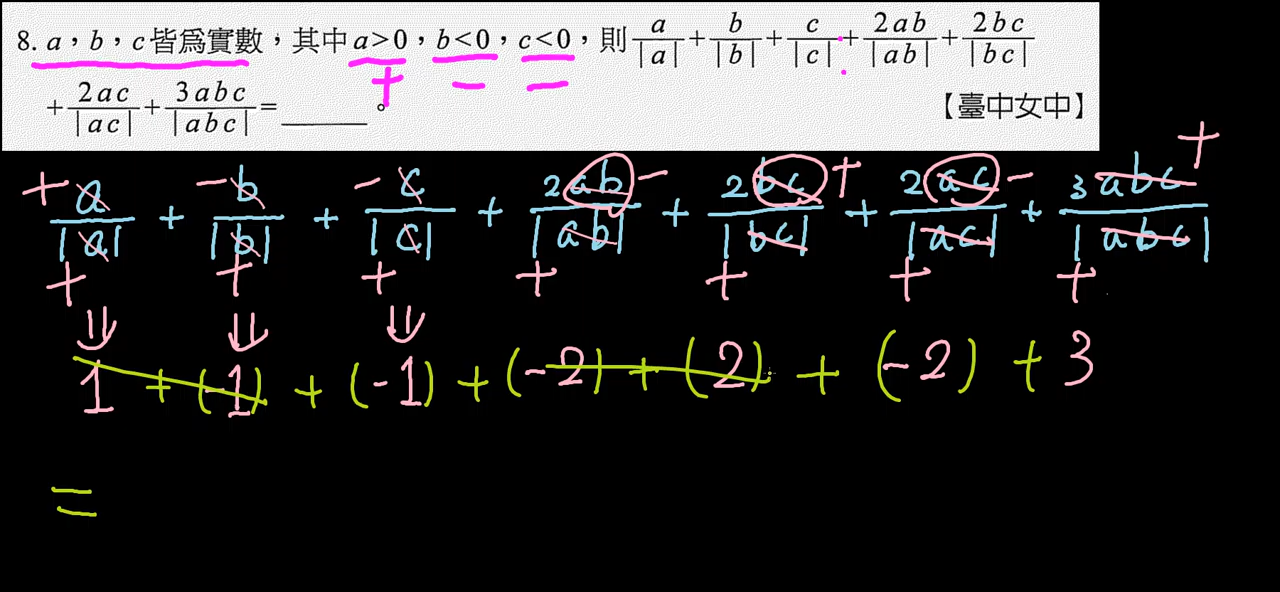 8. a，b，c皆為實數，其中a>0，b<0，c<0，則 a/|a| + b/|b| + c/|c| + 2ab/|ab| + 2bc/|bc|
+ 2ac/|ac| + 3abc/|abc| = ______。 【臺中女中】
+ - -
+ - - - + - +
a/|a| + b/|b| + c/|c| + 2ab/|ab| + 2bc/|bc| + 2ac/|ac| + 3abc/|abc|
+ + + + + + +
⇓ ⇓ ⇓
1 + (-1) + (-1) + (-2) + (2) + (-2) + 3
=